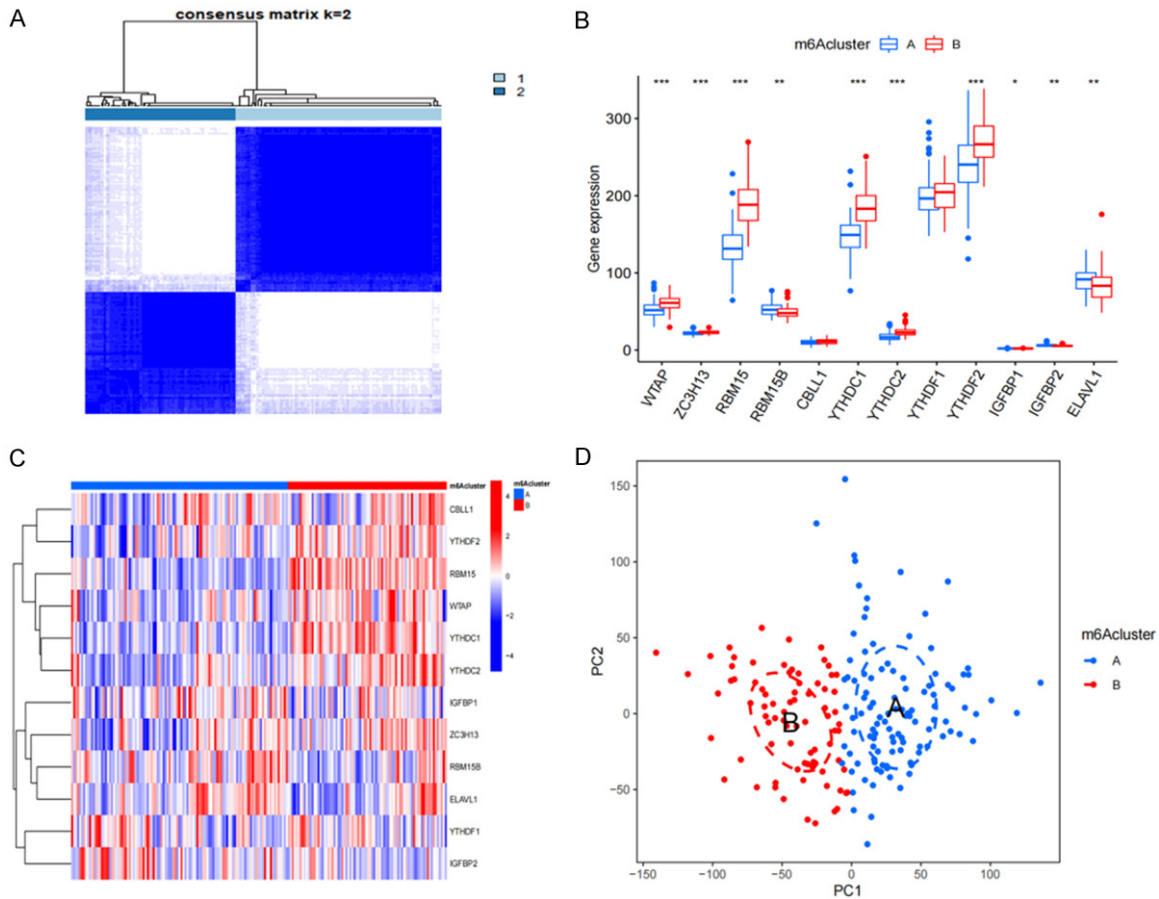 A
consensus matrix k=2
1
2
B
m6Acluster A B
*** *** *** ** *** *** *** * ** **
Gene expression
300
200
100
0
WTAP
ZC3H13
RBM15
RBM15B
CBLL1
YTHDC1
YTHDC2
YTHDF1
YTHDF2
IGFBP1
IGFBP2
ELAVL1
C
m6Acluster
CBLL1
YTHDF2
RBM15
WTAP
YTHDC1
YTHDC2
IGFBP1
ZC3H13
RBM15B
ELAVL1
YTHDF1
IGFBP2
4
2
0
−2
−4
m6Acluster
A
B
D
PC2
150
100
50
0
−50
B
A
−150 −100 −50 0 50 100
PC1
m6Acluster
A
B